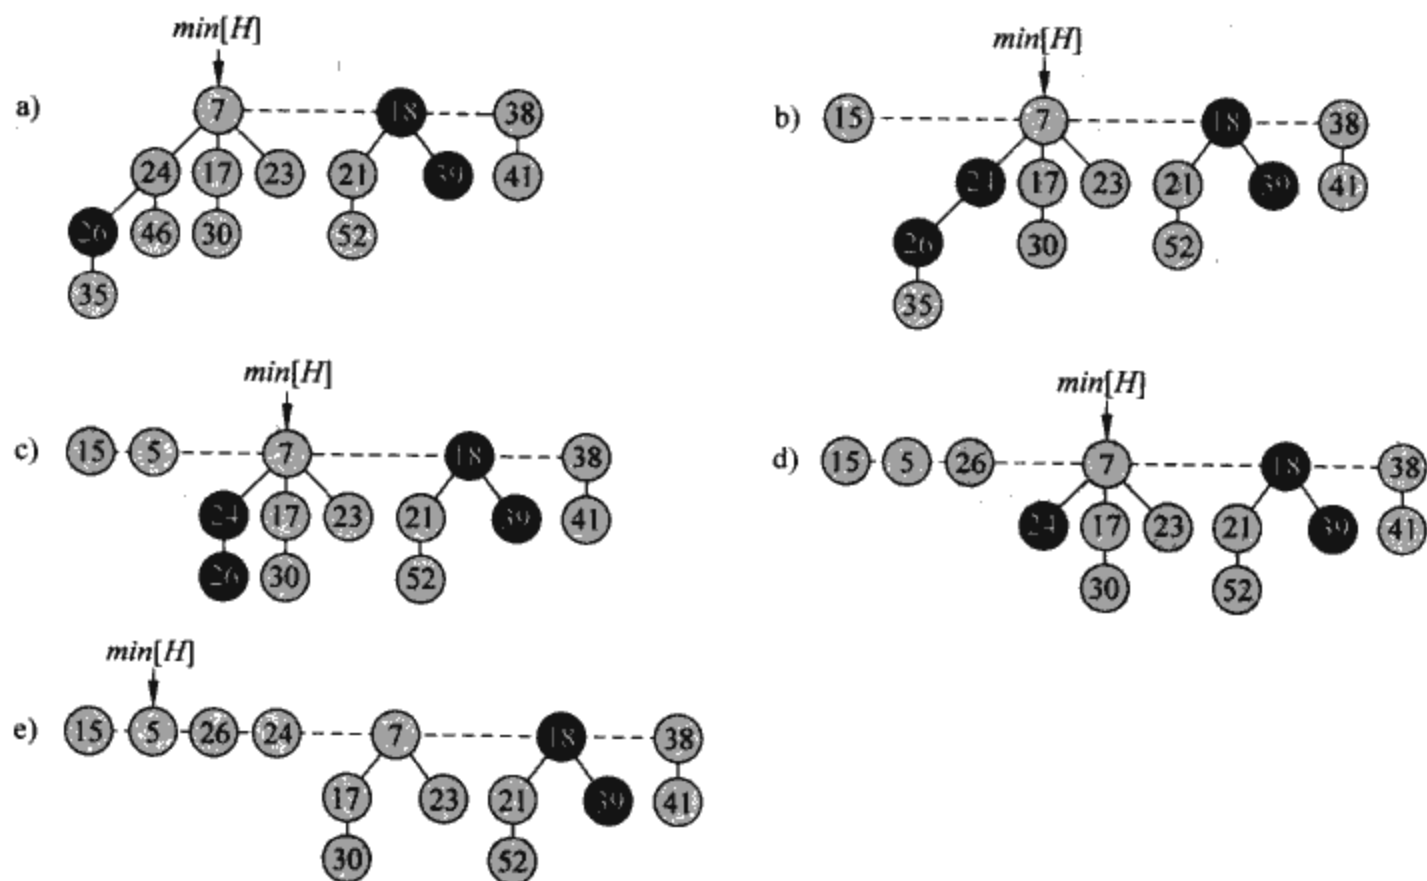 min[H]
a) 7 18 38
24 17 23 21 39 41
26 46 30 52
35
min[H]
b) 15 7 18 38
24 17 23 21 39 41
26 30 52
35
min[H]
c) 15 5 7 18 38
24 17 23 21 39 41
26 30 52
min[H]
d) 15 5 26 7 18 38
24 17 23 21 39 41
30 52
min[H]
e) 15 5 26 24 7 18 38
17 23 21 39 41
30 52